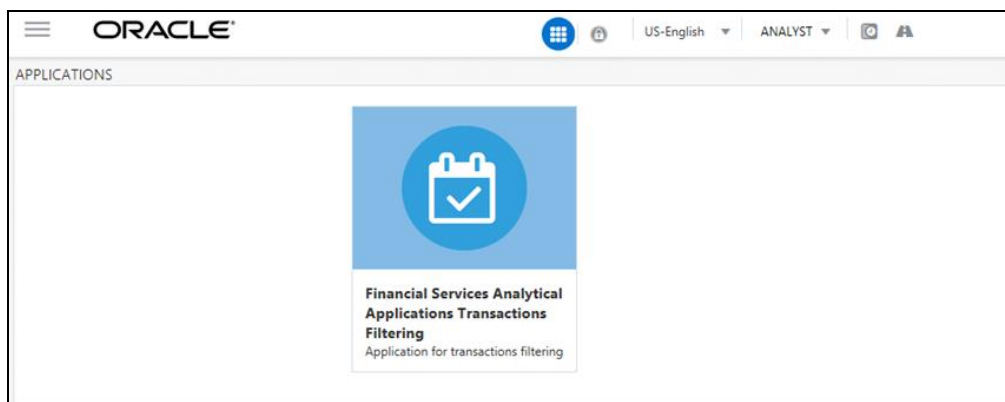 ORACLE
US-English
ANALYST
APPLICATIONS
Financial Services Analytical
Applications Transactions
Filtering
Application for transactions filtering